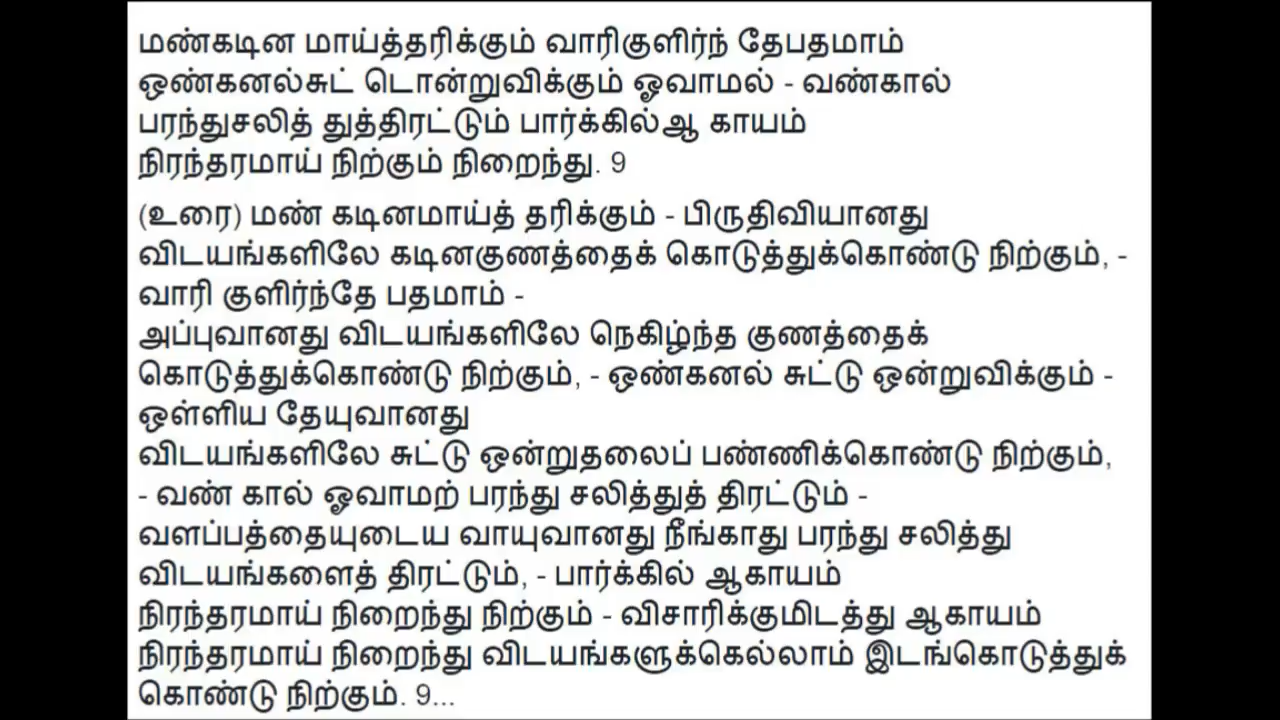 மண்கடின மாய்த்தரிக்கும் வாரிகுளிர்ந் தேபதமாம்
ஒண்கனல்சுட் டொன்றுவிக்கும் ஓவாமல் - வண்கால்
பரந்துசலித் துத்திரட்டும் பார்க்கில்ஆ காயம்
நிரந்தரமாய் நிற்கும் நிறைந்து. 9
(உரை) மண் கடினமாய்த் தரிக்கும் - பிருதிவியானது
விடயங்களிலே கடினகுணத்தைக் கொடுத்துக்கொண்டு நிற்கும், -
வாரி குளிர்ந்தே பதமாம் -
அப்புவானது விடயங்களிலே நெகிழ்ந்த குணத்தைக்
கொடுத்துக்கொண்டு நிற்கும், - ஒண்கனல் சுட்டு ஒன்றுவிக்கும் -
ஒள்ளிய தேயுவானது
விடயங்களிலே சுட்டு ஒன்றுதலைப் பண்ணிக்கொண்டு நிற்கும்,
- வண் கால் ஓவாமற் பரந்து சலித்துத் திரட்டும் -
வளப்பத்தையுடைய வாயுவானது நீங்காது பரந்து சலித்து
விடயங்களைத் திரட்டும், - பார்க்கில் ஆகாயம்
நிரந்தரமாய் நிறைந்து நிற்கும் - விசாரிக்குமிடத்து ஆகாயம்
நிரந்தரமாய் நிறைந்து விடயங்களுக்கெல்லாம் இடங்கொடுத்துக்
கொண்டு நிற்கும். 9...